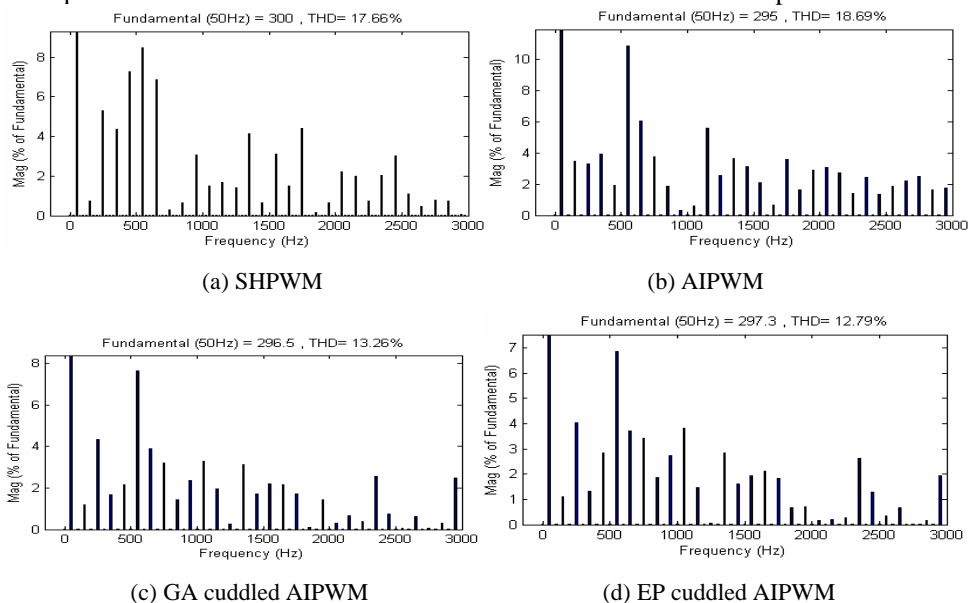 Fundamental (50Hz) = 300 , THD= 17.66%
Mag (% of Fundamental)
8
6
4
2
0
0 500 1000 1500 2000 2500 3000
Frequency (Hz)
(a) SHPWM
Fundamental (50Hz) = 295 , THD= 18.69%
Mag (% of Fundamental)
10
8
6
4
2
0
0 500 1000 1500 2000 2500 3000
Frequency (Hz)
(b) AIPWM
Fundamental (50Hz) = 296.5 , THD= 13.26%
Mag (% of Fundamental)
8
6
4
2
0
0 500 1000 1500 2000 2500 3000
Frequency (Hz)
(c) GA cuddled AIPWM
Fundamental (50Hz) = 297.3 , THD= 12.79%
Mag (% of Fundamental)
7
6
5
4
3
2
1
0
0 500 1000 1500 2000 2500 3000
Frequency (Hz)
(d) EP cuddled AIPWM